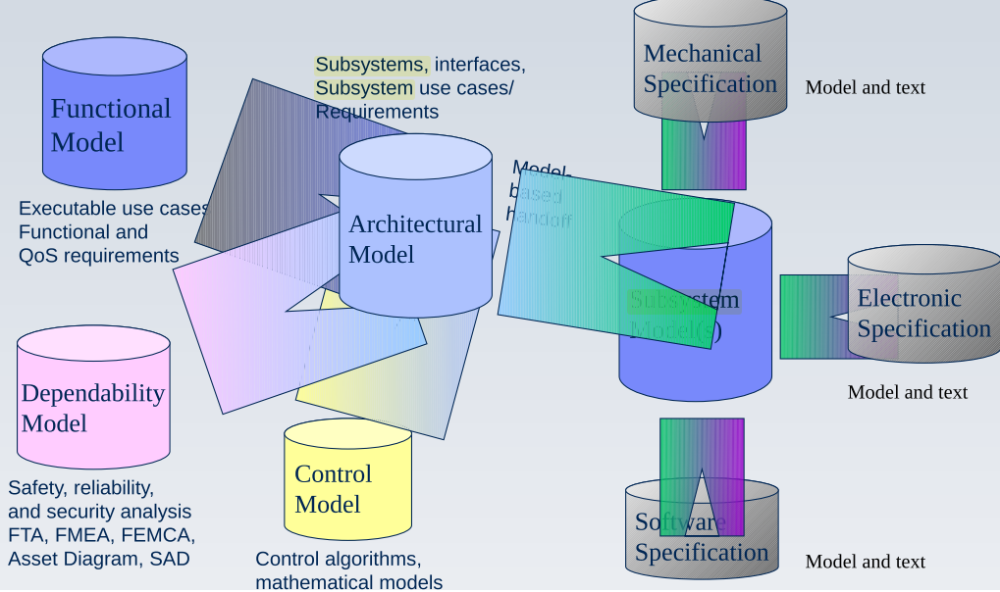 Functional
Model
Executable use cases
Functional and
QoS requirements
Subsystems, interfaces,
Subsystem use cases/
Requirements
Architectural
Model
Dependability
Model
Safety, reliability,
and security analysis
FTA, FMEA, FEMCA,
Asset Diagram, SAD
Control
Model
Control algorithms,
mathematical models
Model-
based
handoff
Subsystem
Model(s)
Mechanical
Specification
Model and text
Electronic
Specification
Model and text
Software
Specification
Model and text